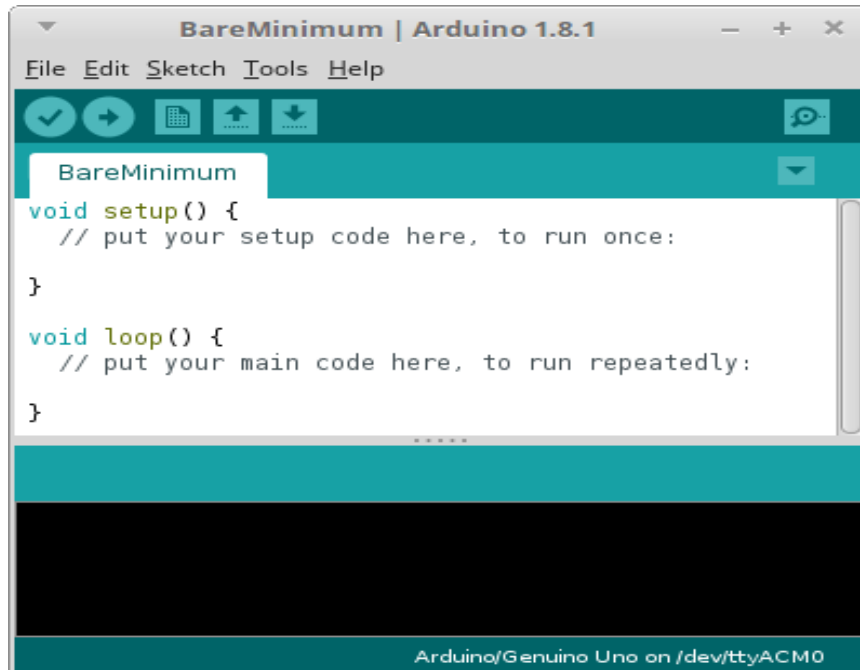 BareMinimum | Arduino 1.8.1
File Edit Sketch Tools Help
BareMinimum
void setup() {
  // put your setup code here, to run once:
}
void loop() {
  // put your main code here, to run repeatedly:
}
Arduino/Genuino Uno on /dev/ttyACM0